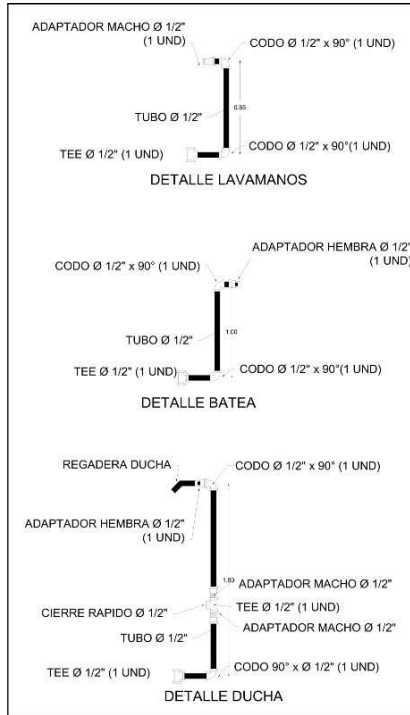 ADAPTADOR MACHO Ø 1/2"
(1 UND)
CODO Ø 1/2" x 90° (1 UND)
TUBO Ø 1/2"
0.85
TEE Ø 1/2" (1 UND)
CODO Ø 1/2" x 90°(1 UND)
DETALLE LAVAMANOS
ADAPTADOR HEMBRA Ø 1/2"
(1 UND)
CODO Ø 1/2" x 90° (1 UND)
TUBO Ø 1/2"
1.00
TEE Ø 1/2" (1 UND)
CODO Ø 1/2" x 90°(1 UND)
DETALLE BATEA
REGADERA DUCHA
CODO Ø 1/2" x 90° (1 UND)
ADAPTADOR HEMBRA Ø 1/2"
(1 UND)
1.83
ADAPTADOR MACHO Ø 1/2"
CIERRE RAPIDO Ø 1/2"
TEE Ø 1/2" (1 UND)
TUBO Ø 1/2"
ADAPTADOR MACHO Ø 1/2"
TEE Ø 1/2" (1 UND)
CODO 90° x Ø 1/2" (1 UND)
DETALLE DUCHA